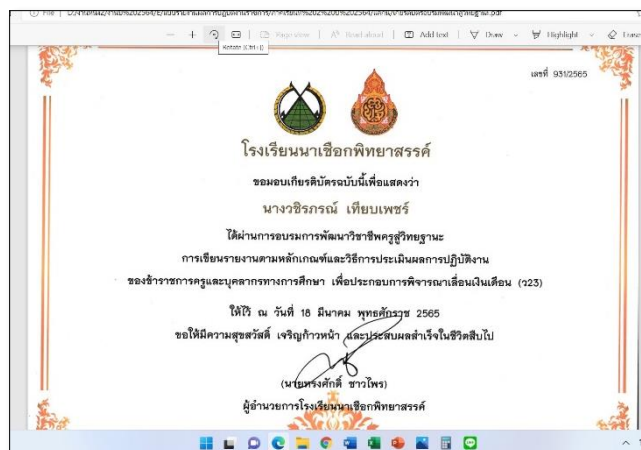 File
Add text
Draw
Highlight
Erase
Rotate (Ctrl+])
เลขที่ 931/2565
โรงเรียนนาเชือกพิทยาสรรค์
ขอมอบเกียรติบัตรฉบับนี้เพื่อแสดงว่า
นางวชิรภรณ์ เทียบเพชร์
ได้ผ่านการอบรมการพัฒนาวิชาชีพครูสู่วิทยฐานะ
การเขียนรายงานตามหลักเกณฑ์และวิธีการประเมินผลการปฏิบัติงาน
ของข้าราชการครูและบุคลากรทางการศึกษา เพื่อประกอบการพิจารณาเลื่อนเงินเดือน (ว23)
ให้ไว้ ณ วันที่ 18 มีนาคม พุทธศักราช 2565
ขอให้มีความสุขสวัสดิ์ เจริญก้าวหน้า และประสบผลสำเร็จในชีวิตสืบไป
(นายทรงศักดิ์ ชาวไพร)
ผู้อำนวยการโรงเรียนนาเชือกพิทยาสรรค์